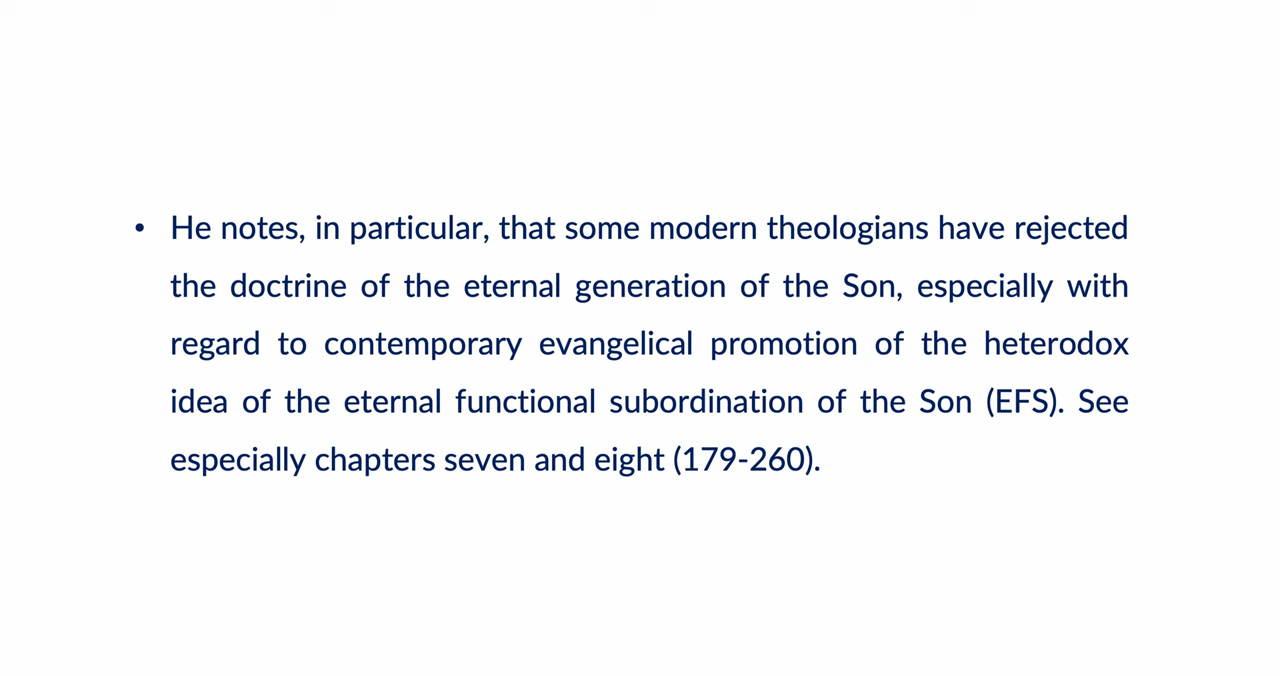 • He notes, in particular, that some modern theologians have rejected
the doctrine of the eternal generation of the Son, especially with
regard to contemporary evangelical promotion of the heterodox
idea of the eternal functional subordination of the Son (EFS). See
especially chapters seven and eight (179-260).